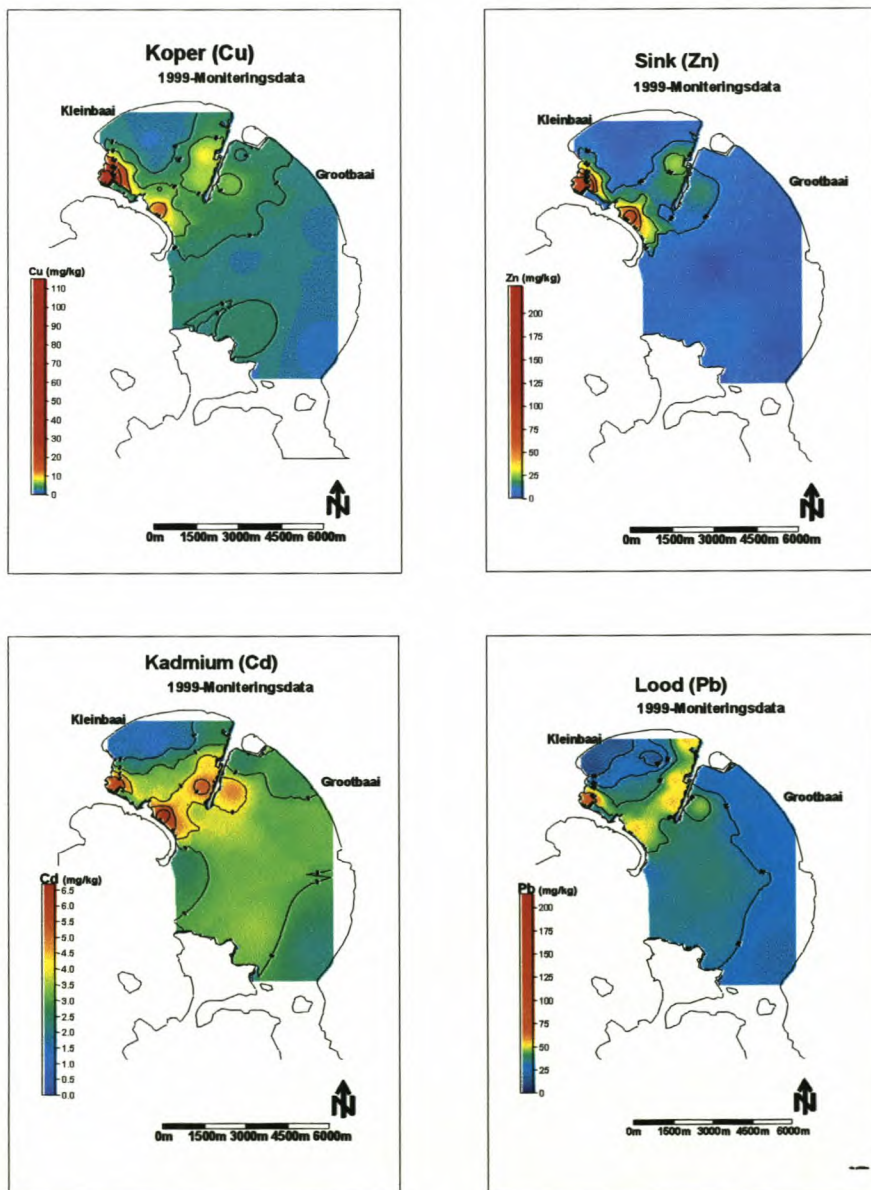 Koper (Cu)
1999-Moniteringsdata
Kleinbaai
Grootbaai
Cu (mg/kg)
110
100
90
80
70
60
50
40
30
20
10
0
N
0m 1500m 3000m 4500m 6000m
Sink (Zn)
1999-Moniteringsdata
Kleinbaai
Grootbaai
Zn (mg/kg)
200
175
150
125
100
75
50
25
0
N
0m 1500m 3000m 4500m 6000m
Kadmium (Cd)
1999-Moniteringsdata
Kleinbaai
Grootbaai
Cd (mg/kg)
6.5
6.0
5.5
5.0
4.5
4.0
3.5
3.0
2.5
2.0
1.5
1.0
0.5
0.0
N
0m 1500m 3000m 4500m 6000m
Lood (Pb)
1999-Moniteringsdata
Kleinbaai
Grootbaai
Pb (mg/kg)
200
175
150
125
100
75
50
25
0
N
0m 1500m 3000m 4500m 6000m